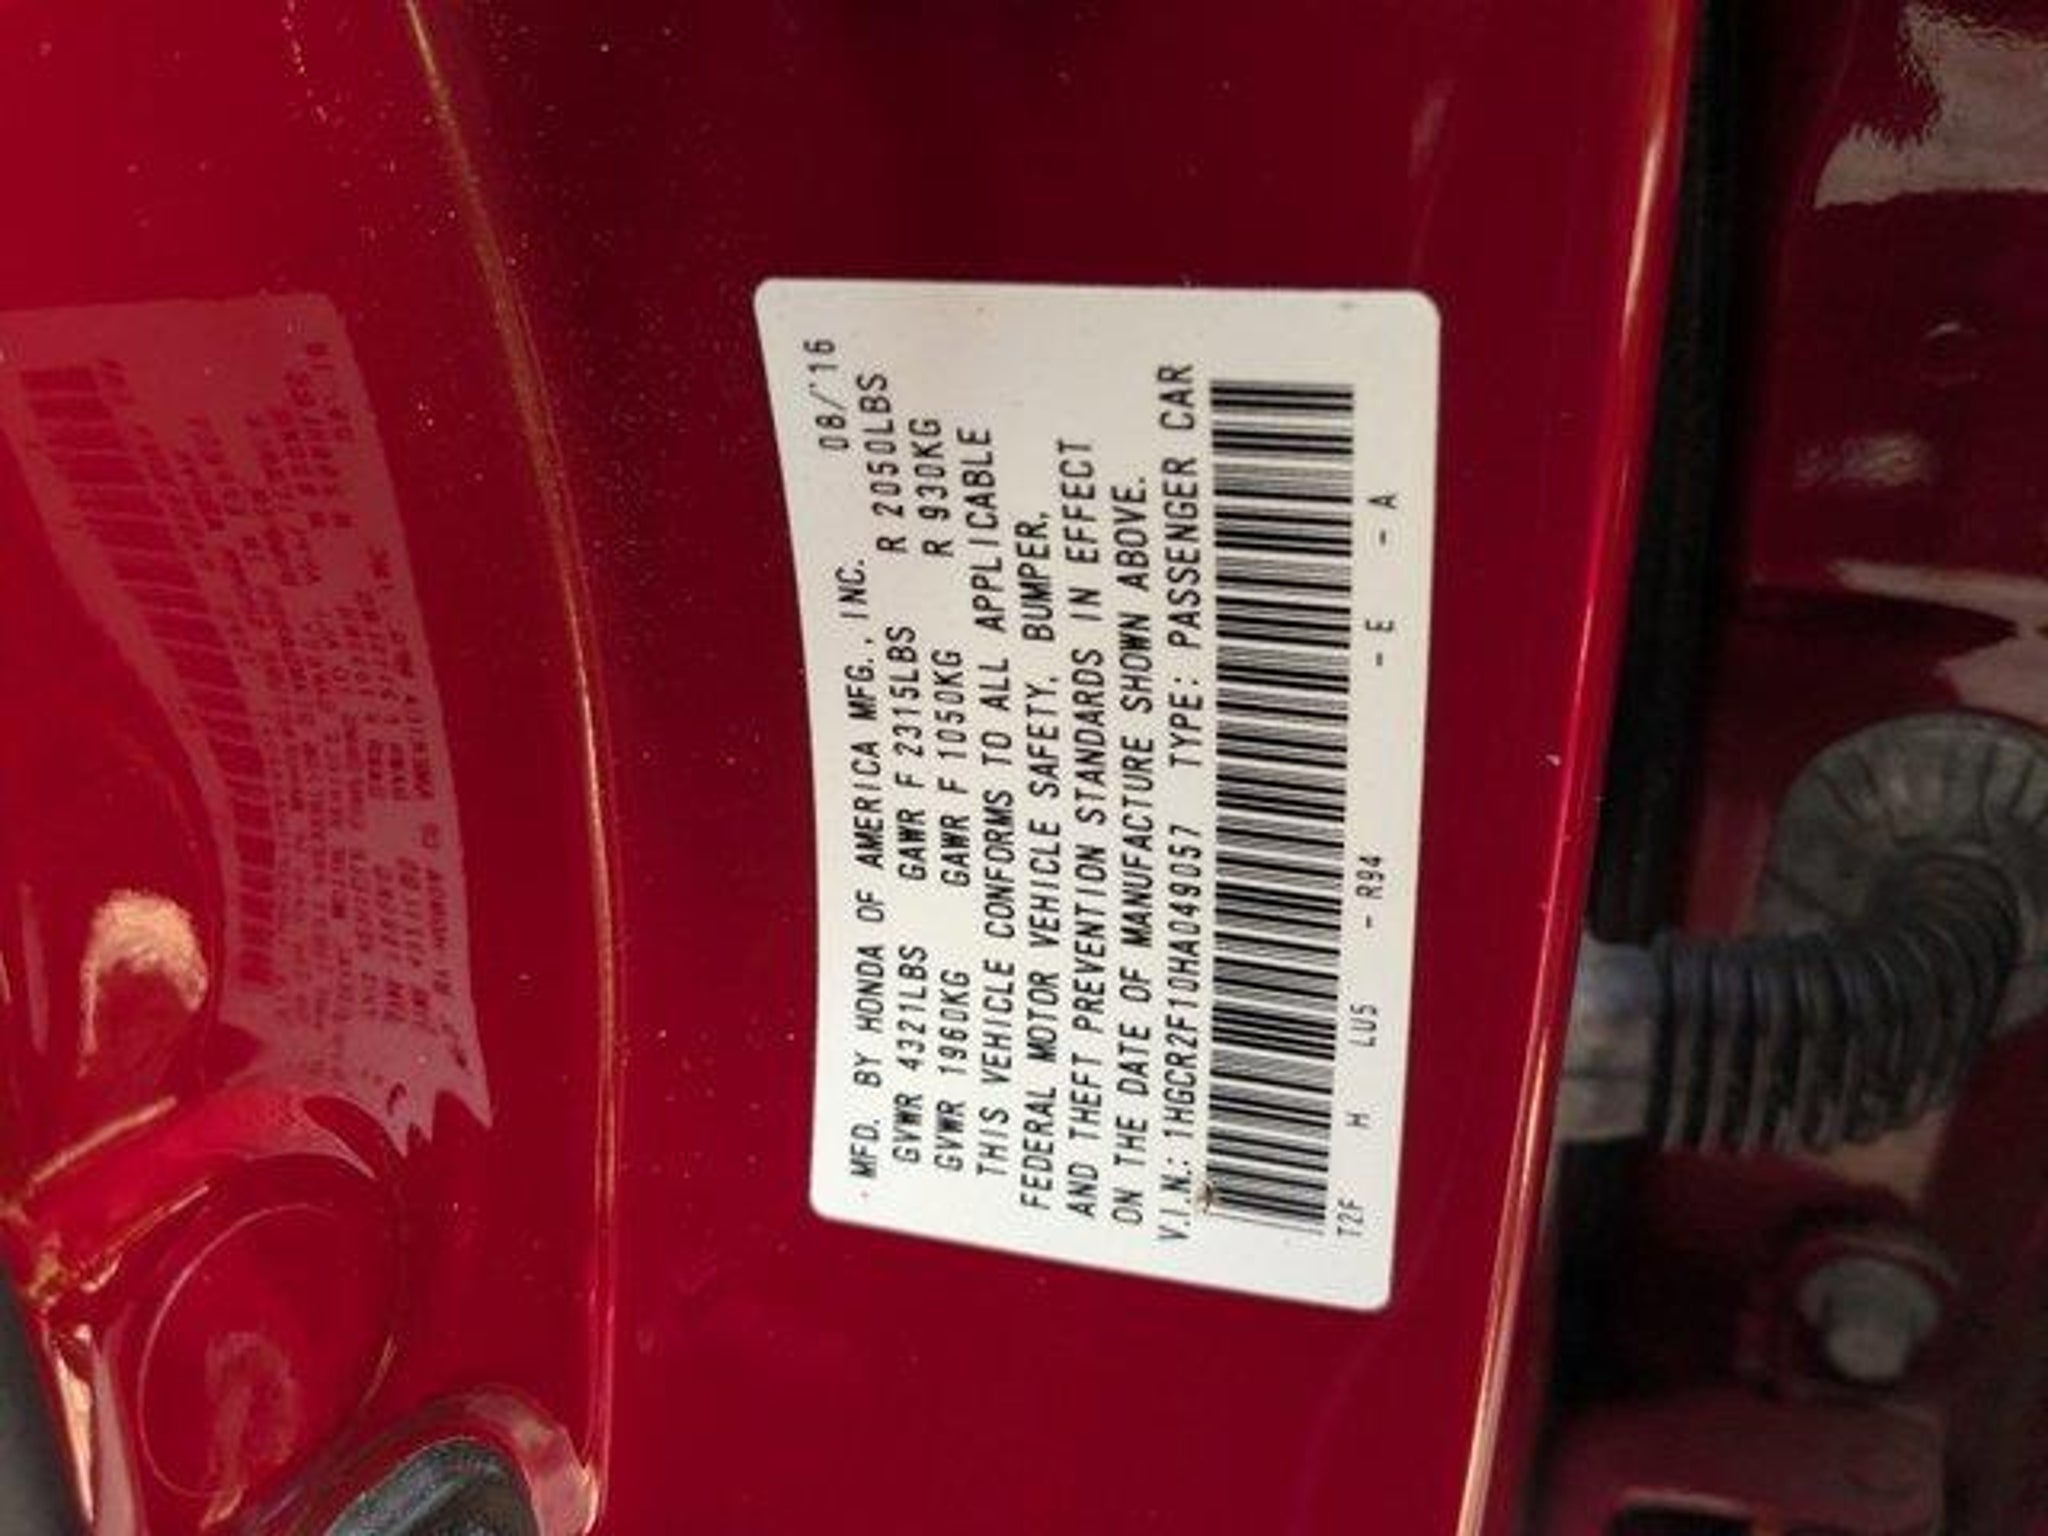 08/'16
MFD. BY HONDA OF AMERICA MFG., INC.
GVWR 4321LBS GAWR F 2315LBS R 2050LBS
GVWR 1960KG GAWR F 1050KG R 930KG
THIS VEHICLE CONFORMS TO ALL APPLICABLE
FEDERAL MOTOR VEHICLE SAFETY, BUMPER,
AND THEFT PREVENTION STANDARDS IN EFFECT
ON THE DATE OF MANUFACTURE SHOWN ABOVE.
V.I.N.: 1HGCR2F10HA049057 TYPE: PASSENGER CAR
T2F H LU5 - R94 - E - A